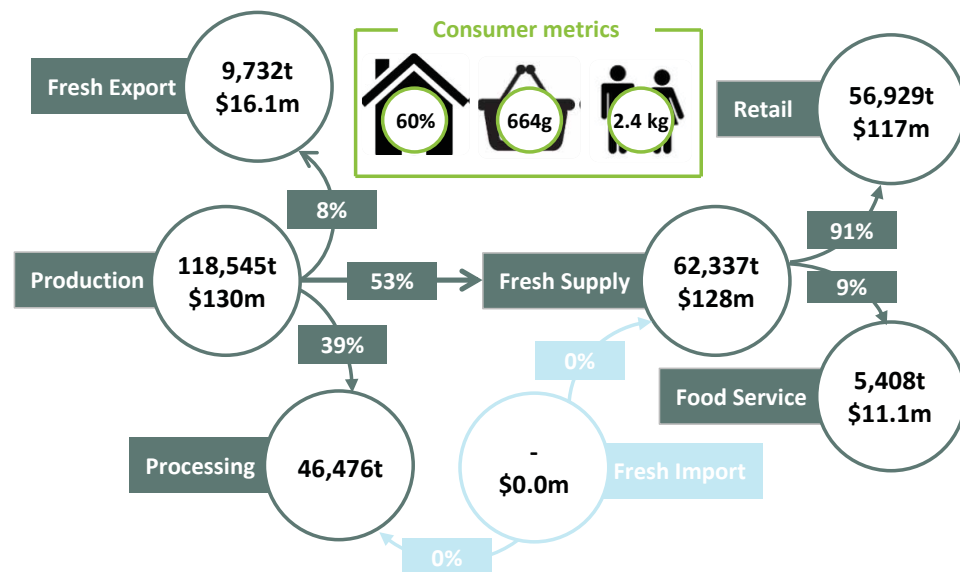 Consumer metrics
60%
664g
2.4 kg
Fresh Export
9,732t
$16.1m
Retail
56,929t
$117m
8%
91%
Production
118,545t
$130m
53%
Fresh Supply
62,337t
$128m
9%
39%
0%
Food Service
5,408t
$11.1m
Processing
46,476t
-
$0.0m
Fresh Import
0%